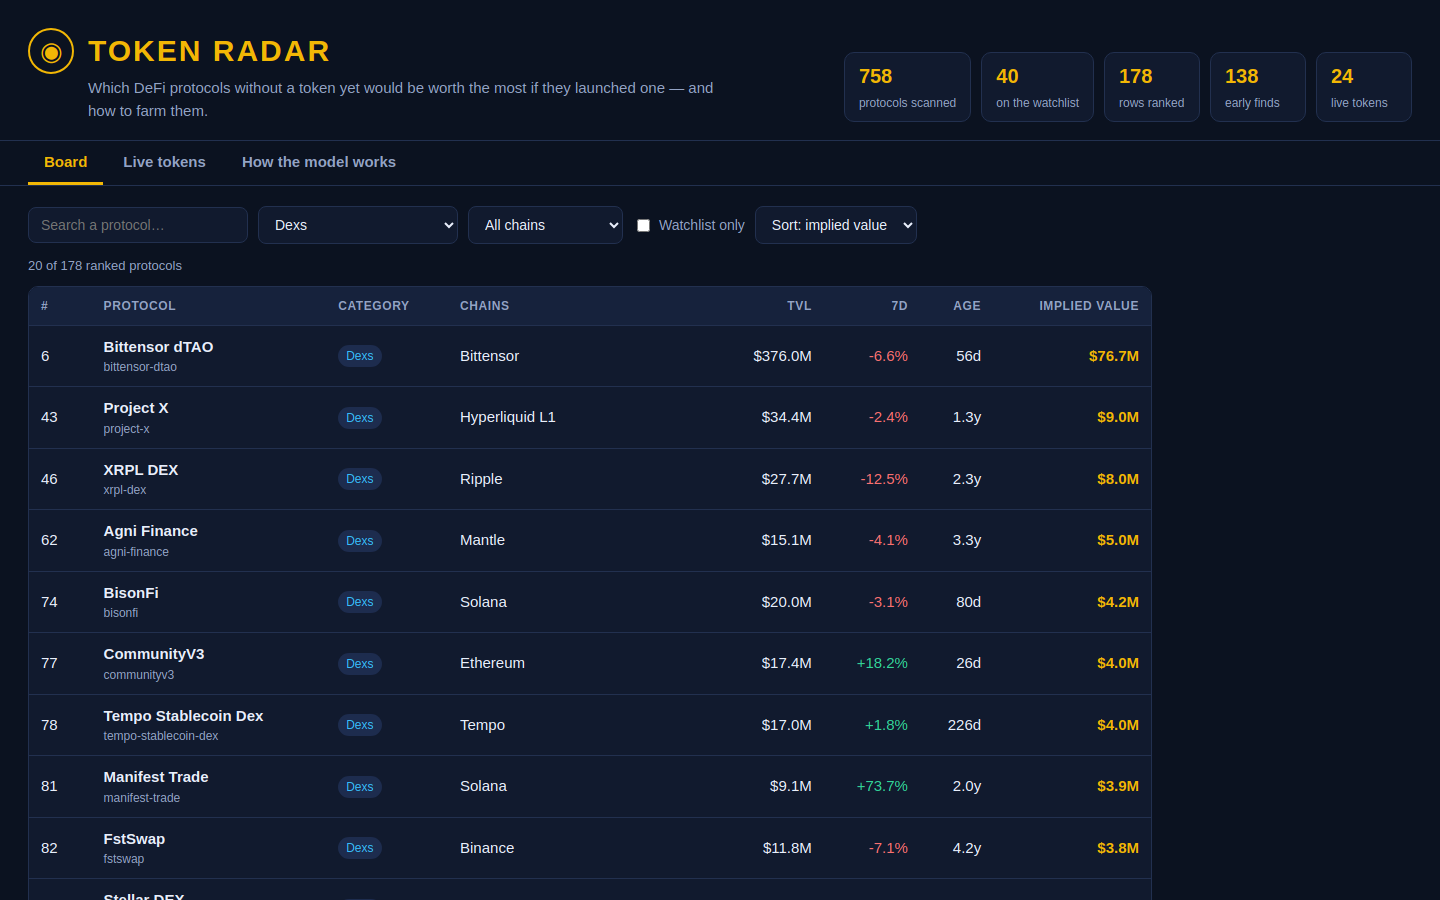 TOKEN RADAR
Which DeFi protocols without a token yet would be worth the most if they launched one — and
how to farm them.
758
protocols scanned
40
on the watchlist
178
rows ranked
138
early finds
24
live tokens
Board Live tokens How the model works
Search a protocol… Dexs All chains Watchlist only Sort: implied value
20 of 178 ranked protocols
# PROTOCOL CATEGORY CHAINS TVL 7D AGE IMPLIED VALUE
6 Bittensor dTAO Dexs Bittensor $376.0M -6.6% 56d $76.7M
bittensor-dtao
43 Project X Dexs Hyperliquid L1 $34.4M -2.4% 1.3y $9.0M
project-x
46 XRPL DEX Dexs Ripple $27.7M -12.5% 2.3y $8.0M
xrpl-dex
62 Agni Finance Dexs Mantle $15.1M -4.1% 3.3y $5.0M
agni-finance
74 BisonFi Dexs Solana $20.0M -3.1% 80d $4.2M
bisonfi
77 CommunityV3 Dexs Ethereum $17.4M +18.2% 26d $4.0M
communityv3
78 Tempo Stablecoin Dex Dexs Tempo $17.0M +1.8% 226d $4.0M
tempo-stablecoin-dex
81 Manifest Trade Dexs Solana $9.1M +73.7% 2.0y $3.9M
manifest-trade
82 FstSwap Dexs Binance $11.8M -7.1% 4.2y $3.8M
fstswap
Stellar DEX